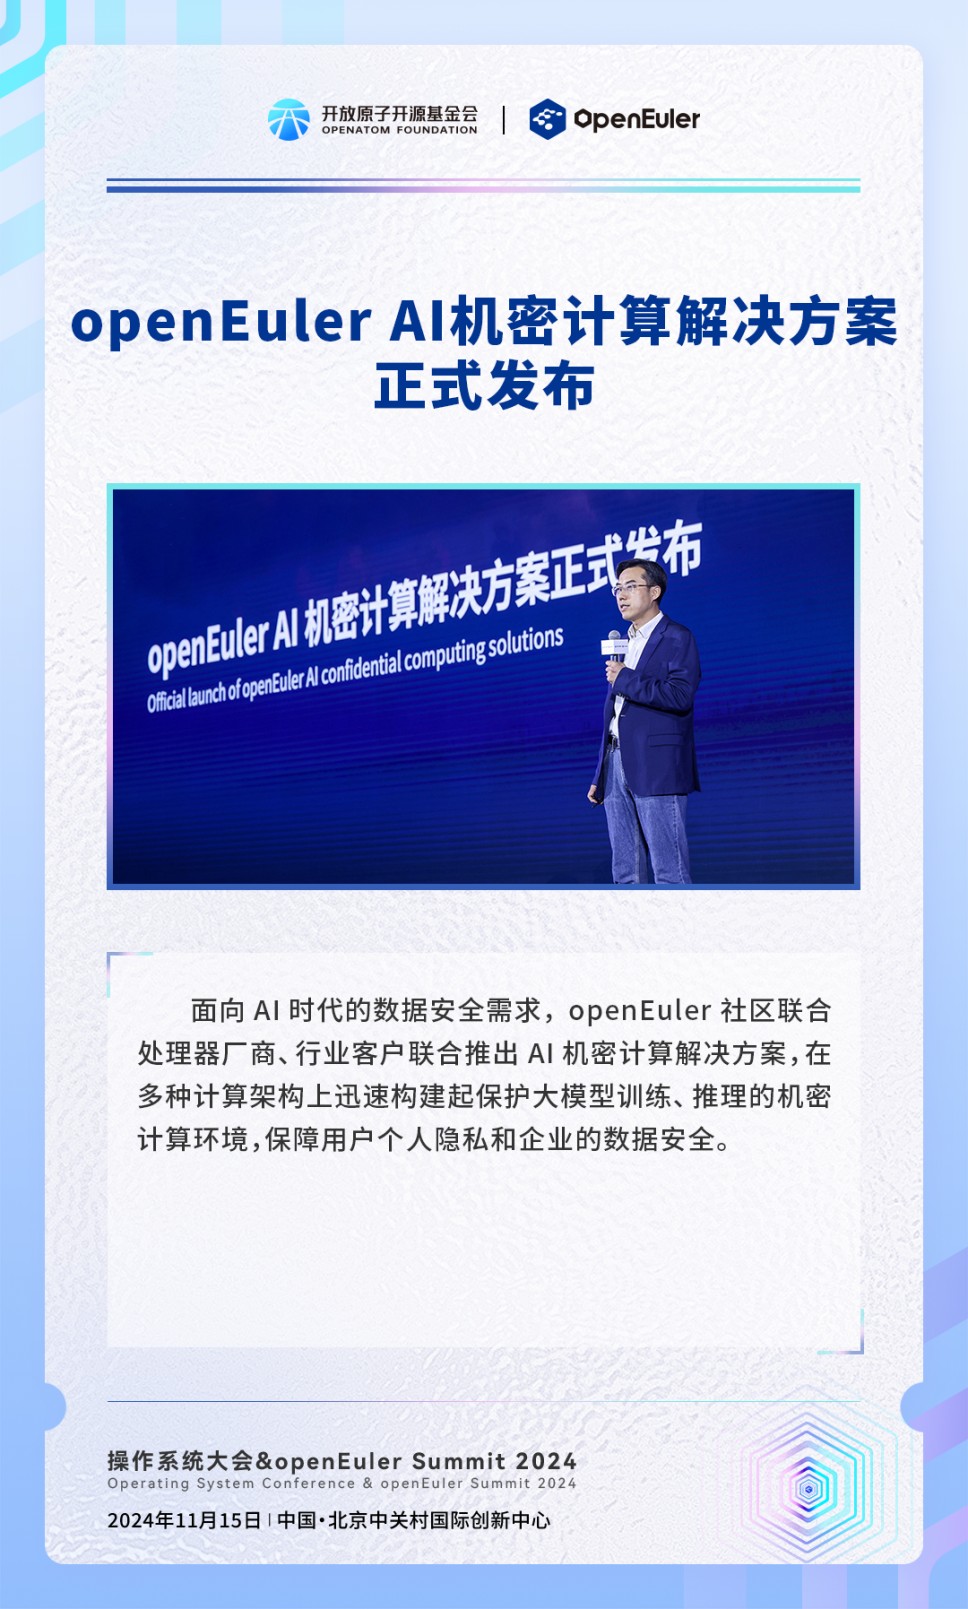 开放原子开源基金会
OPENATOM FOUNDATION
OpenEuler
openEuler AI机密计算解决方案
正式发布
openEuler AI 机密计算解决方案正式发布
Official launch of openEuler AI confidential computing solutions
面向 AI 时代的数据安全需求，openEuler 社区联合
处理器厂商、行业客户联合推出 AI 机密计算解决方案，在
多种计算架构上迅速构建起保护大模型训练、推理的机密
计算环境，保障用户个人隐私和企业的数据安全。
操作系统大会&openEuler Summit 2024
Operating System Conference & openEuler Summit 2024
2024年11月15日 | 中国·北京中关村国际创新中心